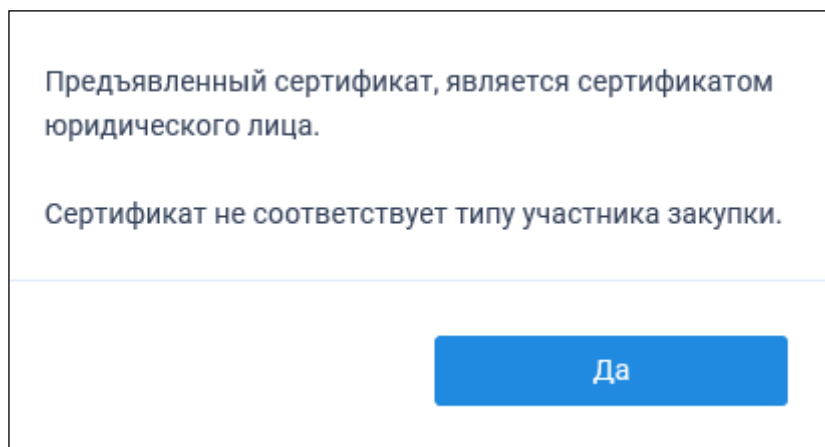 Предъявленный сертификат, является сертификатом
юридического лица.
Сертификат не соответствует типу участника закупки.
Да